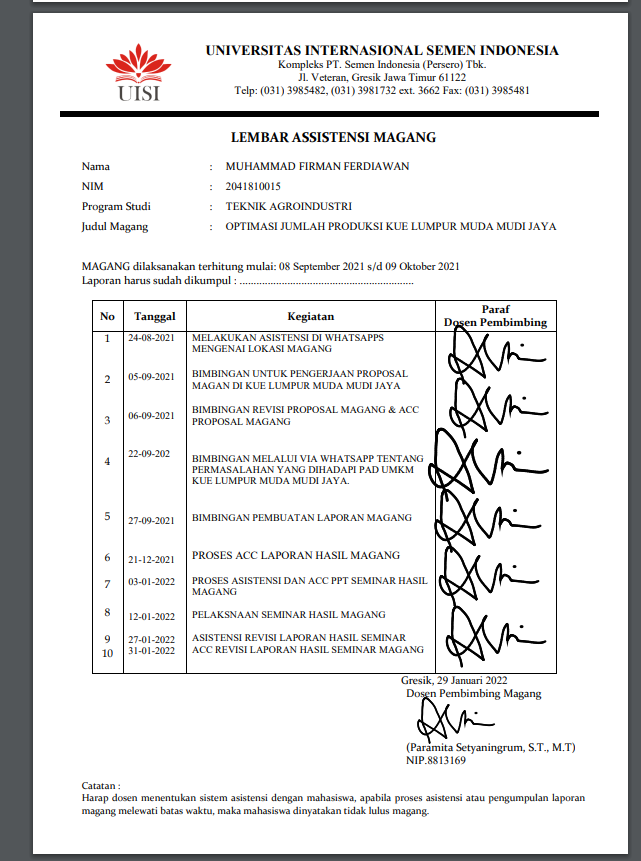 UNIVERSITAS INTERNASIONAL SEMEN INDONESIA
Kompleks PT. Semen Indonesia (Persero) Tbk.
Jl. Veteran, Gresik Jawa Timur 61122
Telp: (031) 3985482, (031) 3981732 ext. 3662 Fax: (031) 3985481
UISI
LEMBAR ASSISTENSI MAGANG
Nama : MUHAMMAD FIRMAN FERDIAWAN
NIM : 2041810015
Program Studi : TEKNIK AGROINDUSTRI
Judul Magang : OPTIMASI JUMLAH PRODUKSI KUE LUMPUR MUDA MUDI JAYA
MAGANG dilaksanakan terhitung mulai: 08 September 2021 s/d 09 Oktober 2021
Laporan harus sudah dikumpul : ..............................................................
No Tanggal Kegiatan Paraf
Dosen Pembimbing
1 24-08-2021 MELAKUKAN ASISTENSI DI WHATSAPPS
MENGENAI LOKASI MAGANG
2 05-09-2021 BIMBINGAN UNTUK PENGERJAAN PROPOSAL
MAGAN DI KUE LUMPUR MUDA MUDI JAYA
3 06-09-2021 BIMBINGAN REVISI PROPOSAL MAGANG & ACC
PROPOSAL MAGANG
4 22-09-202 BIMBINGAN MELALUI VIA WHATSAPP TENTANG
PERMASALAHAN YANG DIHADAPI PAD UMKM
KUE LUMPUR MUDA MUDI JAYA.
5 27-09-2021 BIMBINGAN PEMBUATAN LAPORAN MAGANG
6 21-12-2021 PROSES ACC LAPORAN HASIL MAGANG
7 03-01-2022 PROSES ASISTENSI DAN ACC PPT SEMINAR HASIL
MAGANG
8 12-01-2022 PELAKSNAAN SEMINAR HASIL MAGANG
9 27-01-2022 ASISTENSI REVISI LAPORAN HASIL SEMINAR
10 31-01-2022 ACC REVISI LAPORAN HASIL SEMINAR MAGANG
Gresik, 29 Januari 2022
Dosen Pembimbing Magang
(Paramita Setyaningrum, S.T., M.T)
NIP.8813169
Catatan :
Harap dosen menentukan sistem asistensi dengan mahasiswa, apabila proses asistensi atau pengumpulan laporan
magang melewati batas waktu, maka mahasiswa dinyatakan tidak lulus magang.